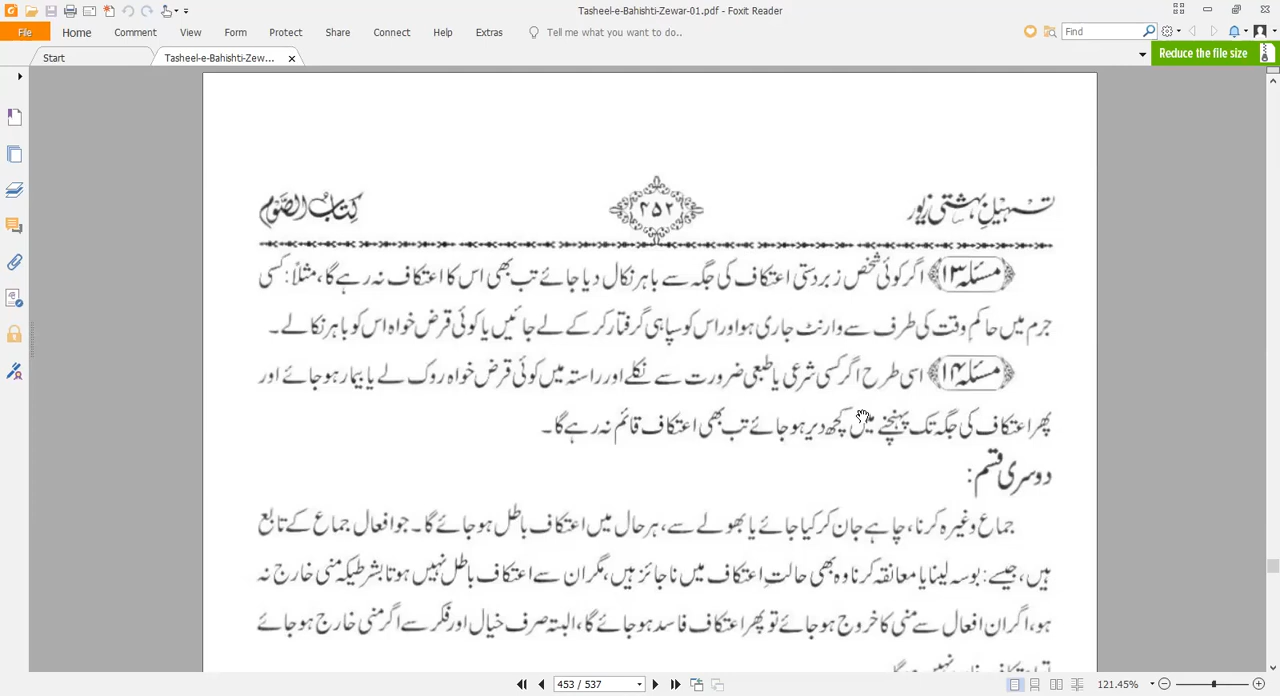 Tasheel-e-Bahishti-Zewar-01.pdf - Foxit Reader
File Home Comment View Form Protect Share Connect Help Extras Tell me what you want to do.. Find
Start Tasheel-e-Bahishti-Zew... Reduce the file size
تسہیلِ بہشتی زیور ۴۵۲ کتابُ الصَّوم
مسئلہ ۱۳ اگر کوئی شخص زبردستی اعتکاف کی جگہ سے باہر نکال دیا جائے تب بھی اس کا اعتکاف نہ رہے گا، مثلاً: کسی
جرم میں حاکمِ وقت کی طرف سے وارنٹ جاری ہو اور اس کو سپاہی گرفتار کر کے لے جائیں یا کوئی قرض خواہ اس کو باہر نکالے۔
مسئلہ ۱۴ اسی طرح اگر کسی شرعی یا طبعی ضرورت سے نکلے اور راستہ میں کوئی قرض خواہ روک لے یا بیمار ہو جائے اور
پھر اعتکاف کی جگہ تک پہنچنے میں کچھ دیر ہو جائے تب بھی اعتکاف قائم نہ رہے گا۔
دوسری قسم:
جماع وغیرہ کرنا، چاہے جان کر کیا جائے یا بھولے سے، ہر حال میں اعتکاف باطل ہو جائے گا۔ جو افعال جماع کے تابع
ہیں، جیسے: بوسہ لینا یا معانقہ کرنا وہ بھی حالتِ اعتکاف میں ناجائز ہیں، مگر ان سے اعتکاف باطل نہیں ہوتا بشرطیکہ منی خارج نہ
ہو، اگر ان افعال سے منی کا خروج ہو جائے تو پھر اعتکاف فاسد ہو جائے گا، البتہ صرف خیال اور فکر سے اگر منی خارج ہو جائے
453 / 537 121.45%